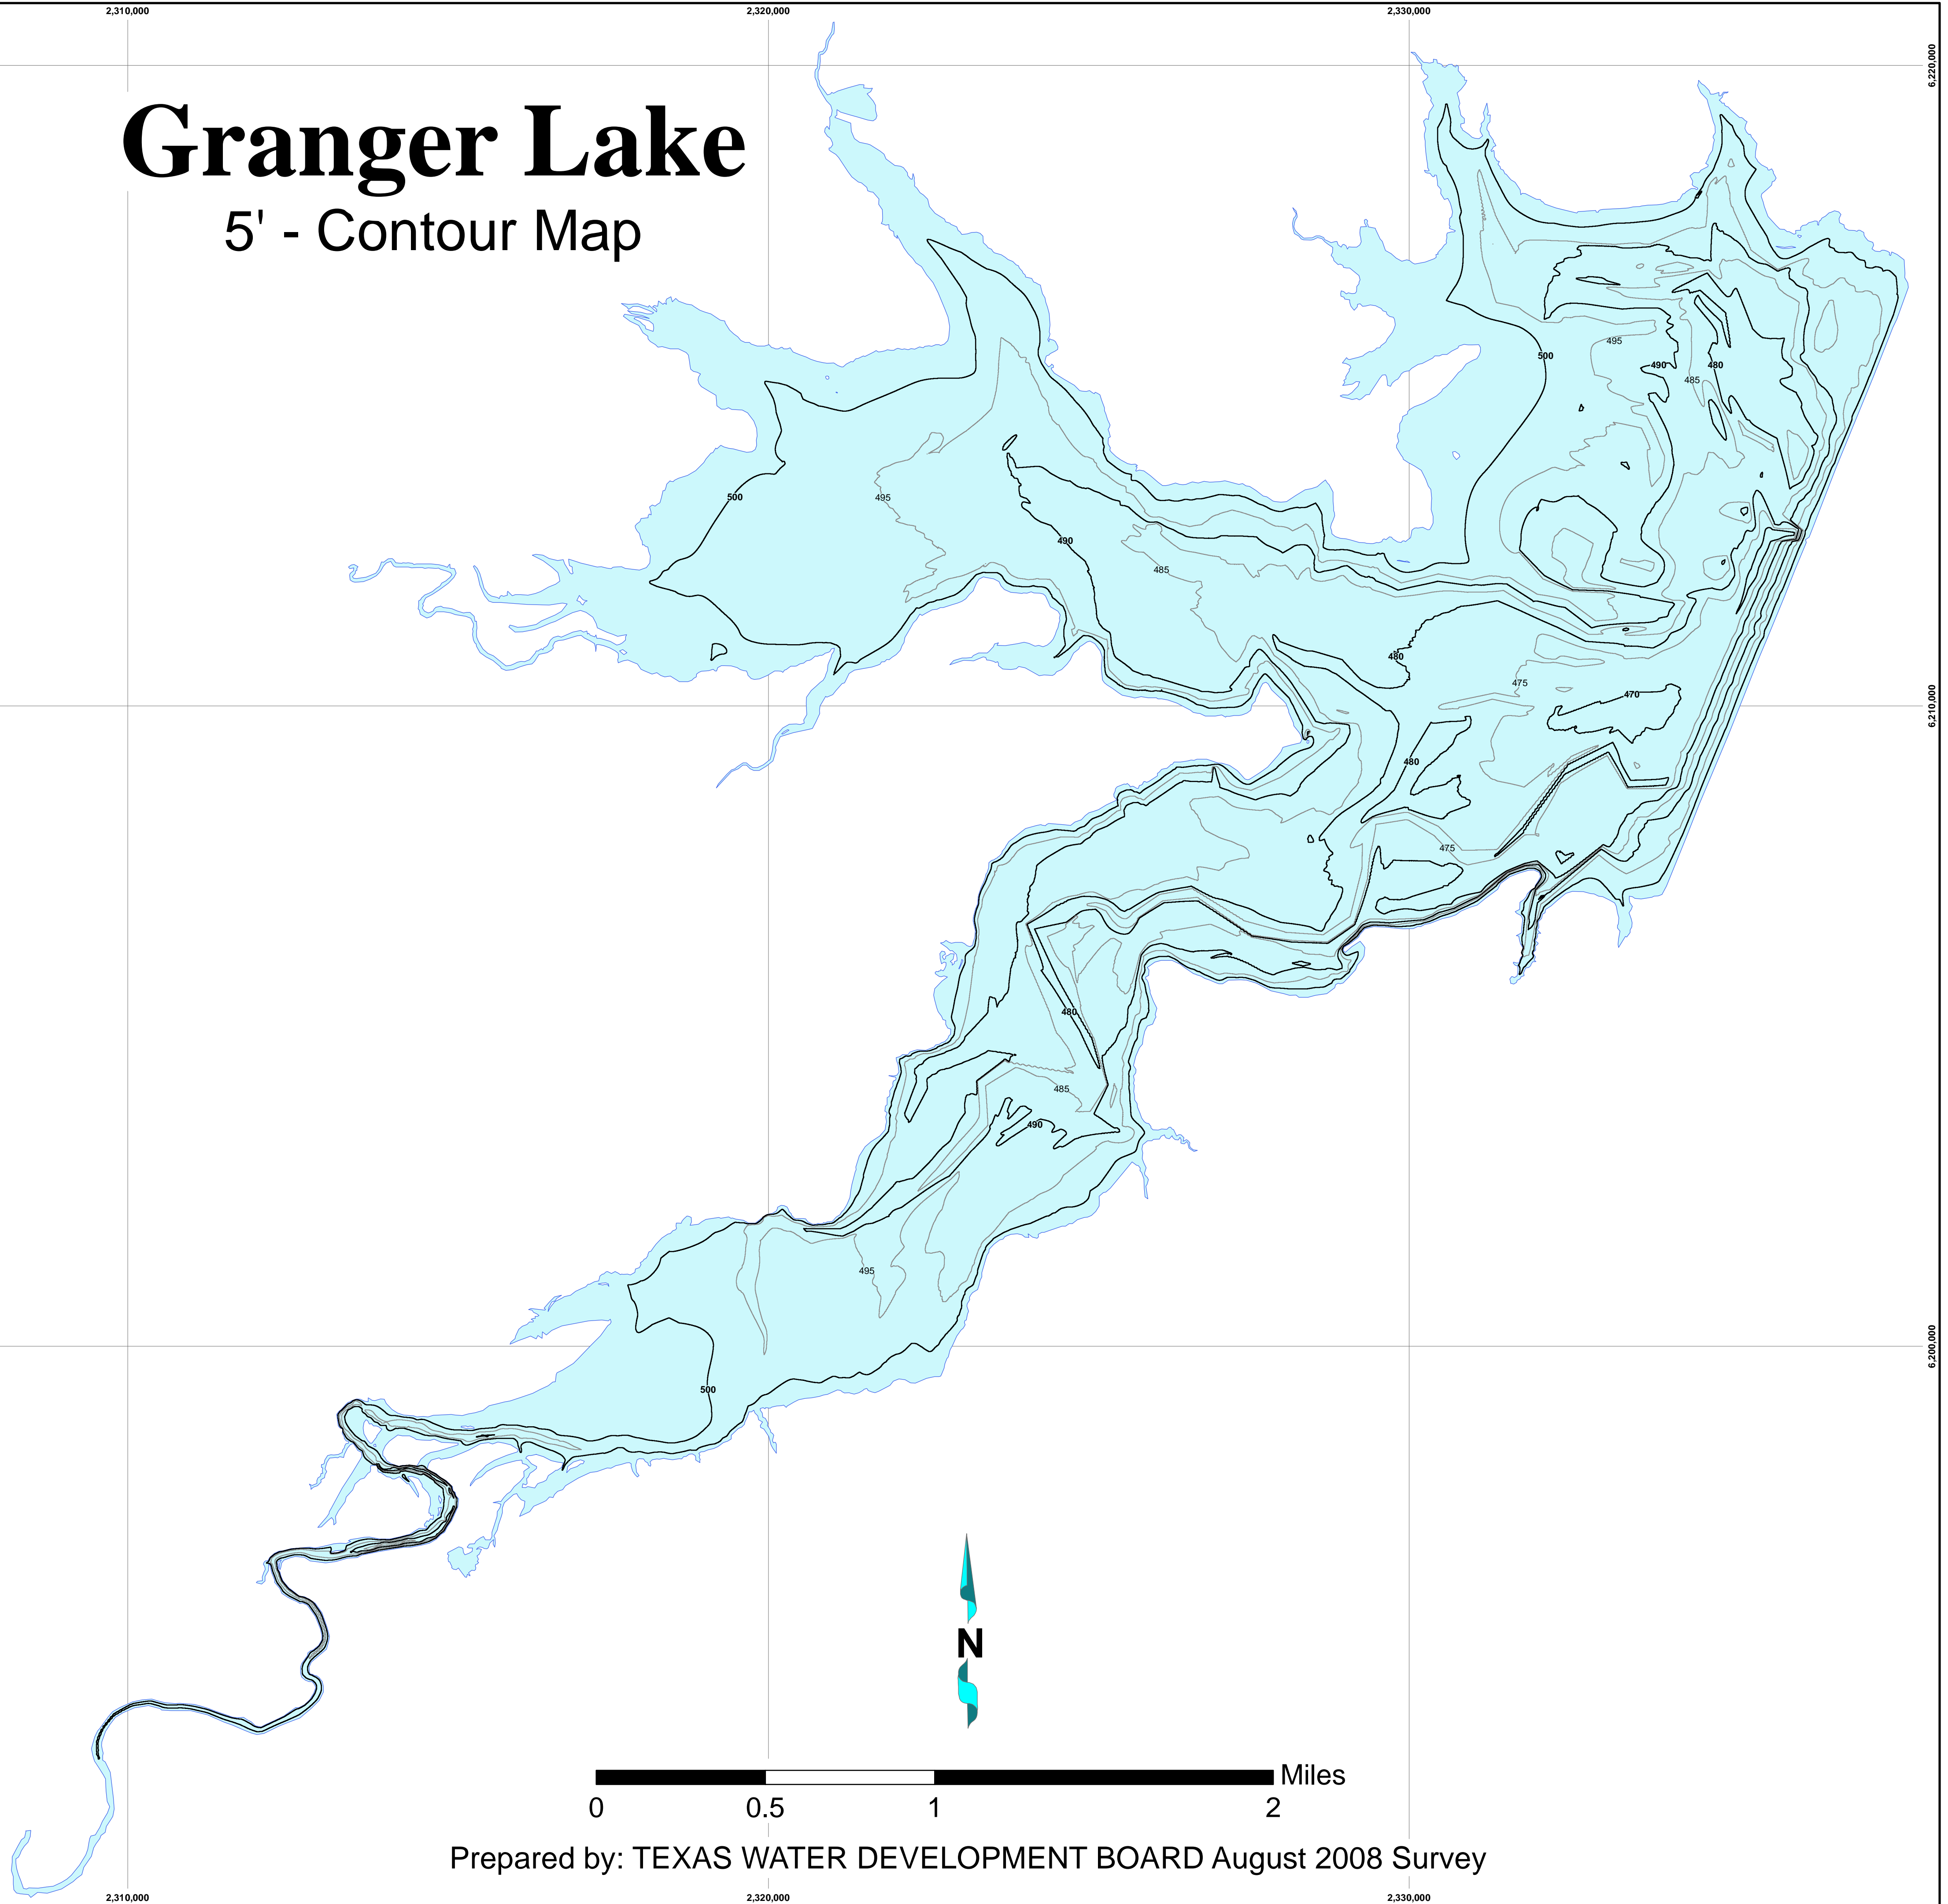 2,310,000 2,320,000 2,330,000
6,220,000
Granger Lake
5' - Contour Map
500
495
490
485
480
500
495
490
485
480
475
470
6,210,000
480
475
480
485
490
495
6,200,000
500
N
Miles
0 0.5 1 2
Prepared by: TEXAS WATER DEVELOPMENT BOARD August 2008 Survey
2,310,000 2,320,000 2,330,000